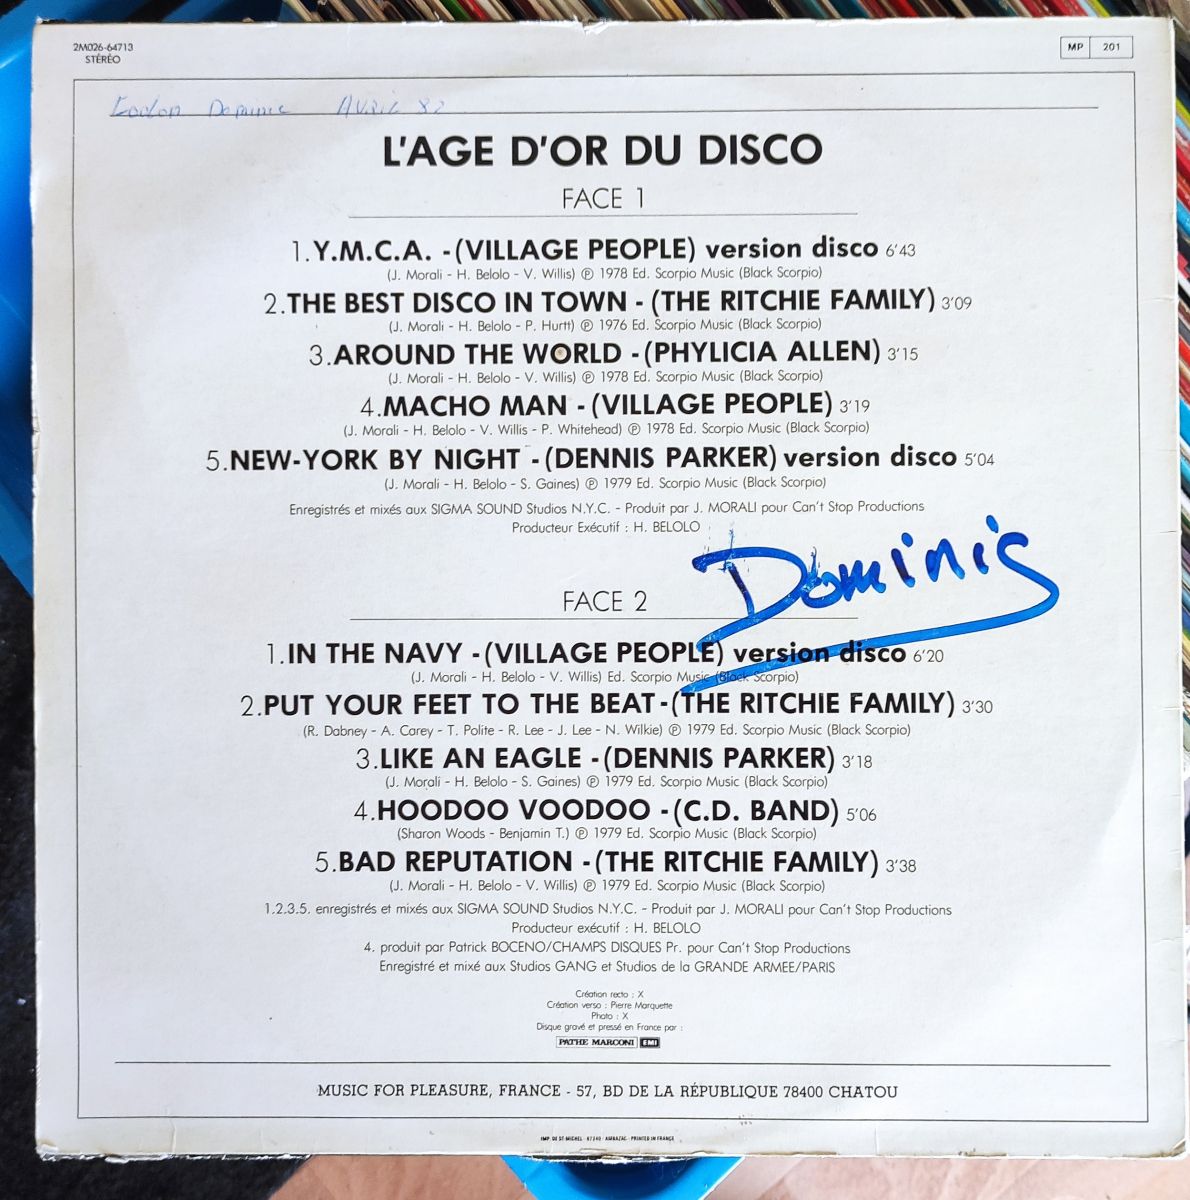 2M026-64713
STÉRÉO
MP 201
Dominic Avril 82
L'AGE D'OR DU DISCO
FACE 1
1.Y.M.C.A. -(VILLAGE PEOPLE) version disco 6'43
(J. Morali - H. Belolo - V. Willis) ℗ 1978 Ed. Scorpio Music (Black Scorpio)
2.THE BEST DISCO IN TOWN - (THE RITCHIE FAMILY) 3'09
(J. Morali - H. Belolo - P. Hurtt) ℗ 1976 Ed. Scorpio Music (Black Scorpio)
3.AROUND THE WORLD -(PHYLICIA ALLEN) 3'15
(J. Morali - H. Belolo - V. Willis) ℗ 1978 Ed. Scorpio Music (Black Scorpio)
4.MACHO MAN -(VILLAGE PEOPLE) 3'19
(J. Morali - H. Belolo - V. Willis - P. Whitehead) ℗ 1978 Ed. Scorpio Music (Black Scorpio)
5.NEW-YORK BY NIGHT -(DENNIS PARKER) version disco 5'04
(J. Morali - H. Belolo - S. Gaines) ℗ 1979 Ed. Scorpio Music (Black Scorpio)
Enregistrés et mixés aux SIGMA SOUND Studios N.Y.C. - Produit par J. MORALI pour Can't Stop Productions
Producteur Exécutif : H. BELOLO
Dominic
FACE 2
1.IN THE NAVY -(VILLAGE PEOPLE) version disco 6'20
(J. Morali - H. Belolo - V. Willis) Ed. Scorpio Music (Black Scorpio)
2.PUT YOUR FEET TO THE BEAT-(THE RITCHIE FAMILY) 3'30
(R. Dabney - A. Carey - T. Polite - R. Lee - J. Lee - N. Wilkie) ℗ 1979 Ed. Scorpio Music (Black Scorpio)
3.LIKE AN EAGLE -(DENNIS PARKER) 3'18
(J. Morali - H. Belolo - S. Gaines) ℗ 1979 Ed. Scorpio Music (Black Scorpio)
4.HOODOO VOODOO -(C.D. BAND) 5'06
(Sharon Woods - Benjamin T.) ℗ 1979 Ed. Scorpio Music (Black Scorpio)
5.BAD REPUTATION -(THE RITCHIE FAMILY) 3'38
(J. Morali - H. Belolo - V. Willis) ℗ 1979 Ed. Scorpio Music (Black Scorpio)
1.2.3.5. enregistrés et mixés aux SIGMA SOUND Studios N.Y.C. - Produit par J. MORALI pour Can't Stop Productions
Producteur exécutif : H. BELOLO
4. produit par Patrick BOCENO/CHAMPS DISQUES Pr. pour Can't Stop Productions
Enregistré et mixé aux Studios GANG et Studios de la GRANDE ARMEE/PARIS
Création recto : X
Création verso : Pierre Marquette
Photo : X
Disque gravé et pressé en France par :
PATHE MARCONI EMI
MUSIC FOR PLEASURE, FRANCE - 57, BD DE LA RÉPUBLIQUE 78400 CHATOU
IMP. DE ST-MICHEL - 87240 - AMBAZAC - PRINTED IN FRANCE